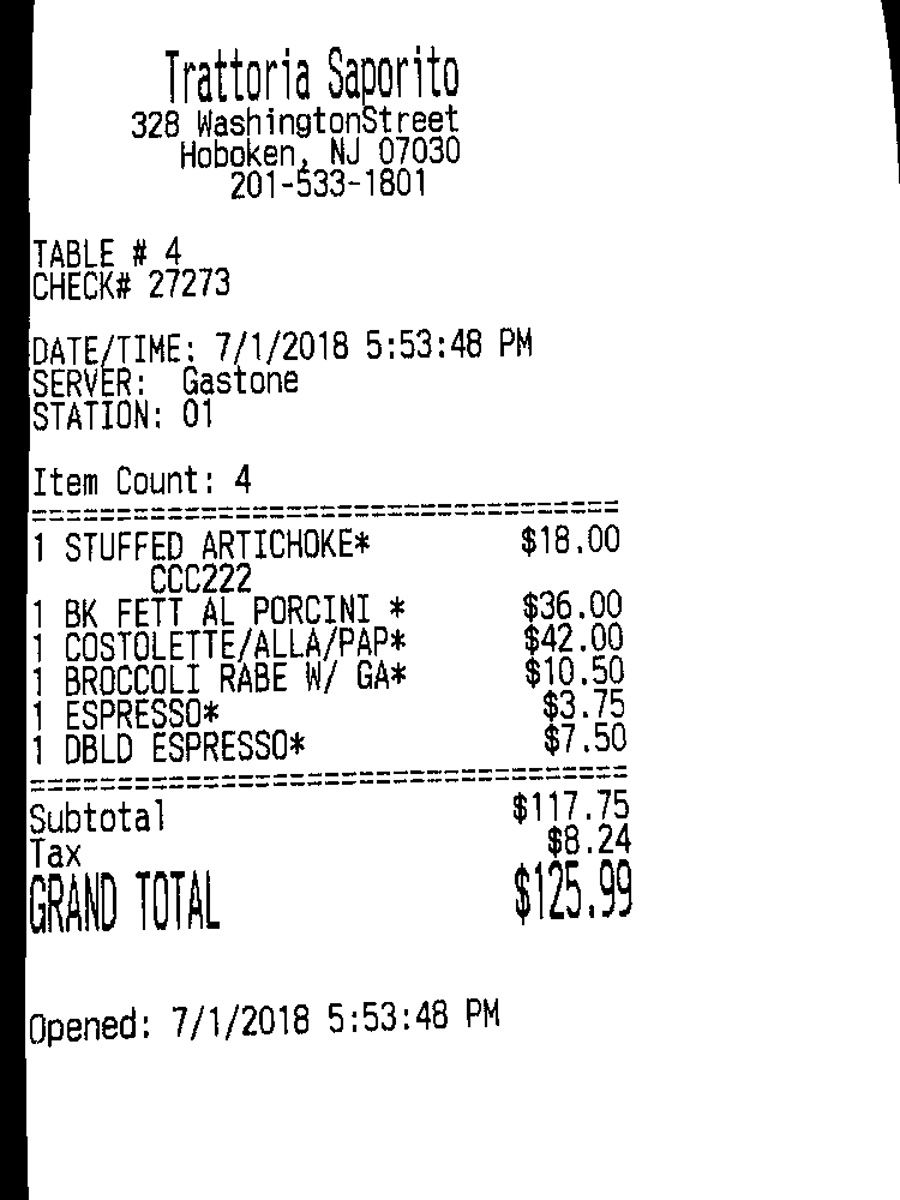 Trattoria Saporito
328 WashingtonStreet
Hoboken, NJ 07030
201-533-1801
TABLE # 4
CHECK# 27273
DATE/TIME: 7/1/2018 5:53:48 PM
SERVER: Gastone
STATION: 01
Item Count: 4
===================================
1 STUFFED ARTICHOKE* $18.00
CCC222
1 BK FETT AL PORCINI * $36.00
1 COSTOLETTE/ALLA/PAP* $42.00
1 BROCCOLI RABE W/ GA* $10.50
1 ESPRESSO* $3.75
1 DBLD ESPRESSO* $7.50
===================================
Subtotal $117.75
Tax $8.24
GRAND TOTAL $125.99
Opened: 7/1/2018 5:53:48 PM